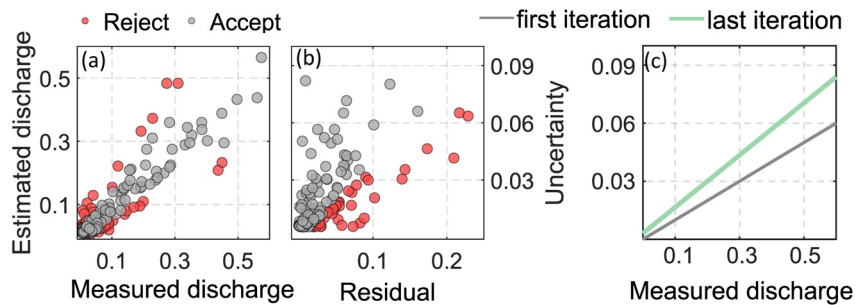 Reject Accept
first iteration last iteration
(a)
(b)
(c)
Estimated discharge
0.5
0.3
0.1
0.1 0.3 0.5
Measured discharge
0.1 0.2
Residual
0.09
0.06
0.03
Uncertainty
0.09
0.06
0.03
0.1 0.3 0.5
Measured discharge